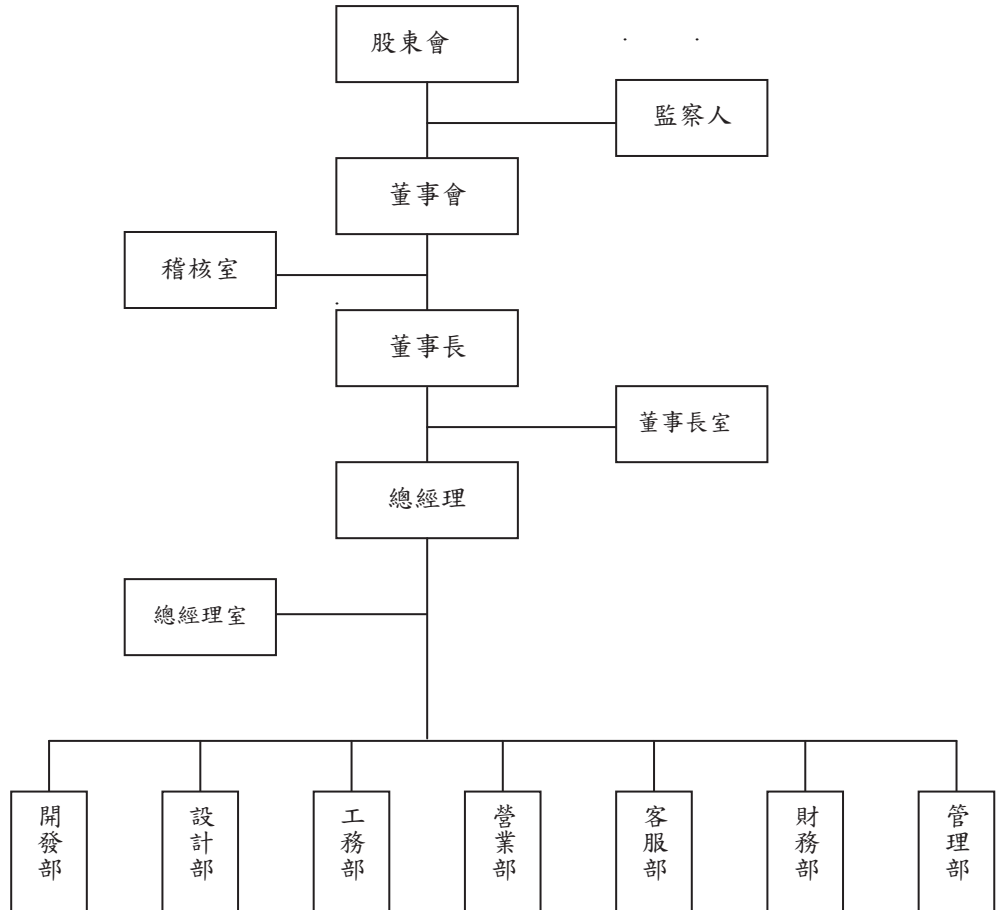 股東會
監察人
董事會
稽核室
董事長
董事長室
總經理
總經理室
開發部
設計部
工務部
營業部
客服部
財務部
管理部